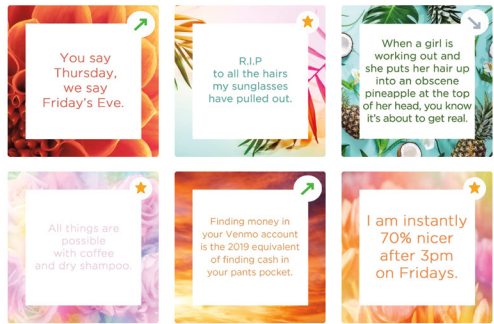 You say
Thursday,
we say
Friday's Eve.
R.I.P
to all the hairs
my sunglasses
have pulled out.
When a girl is
working out and
she puts her hair up
into an obscene
pineapple at the top
of her head, you know
it's about to get real.
All things are
possible
with coffee
and dry shampoo.
Finding money in
your Venmo account
is the 2019 equivalent
of finding cash in
your pants pocket.
I am instantly
70% nicer
after 3pm
on Fridays.